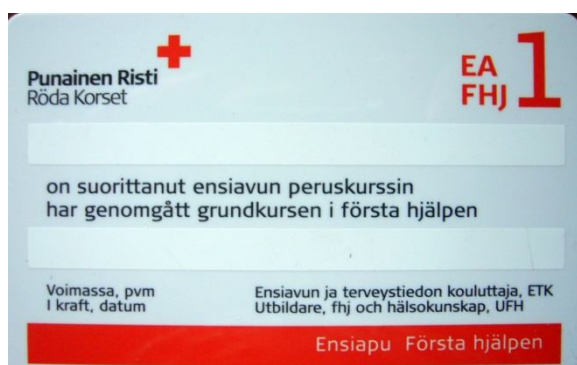 Punainen Risti
Röda Korset
EA
FHJ 1
on suorittanut ensiavun peruskurssin
har genomgått grundkursen i första hjälpen
Voimassa, pvm
I kraft, datum
Ensiavun ja terveystiedon kouluttaja, ETK
Utbildare, fhj och hälsokunskap, UFH
Ensiapu Första hjälpen